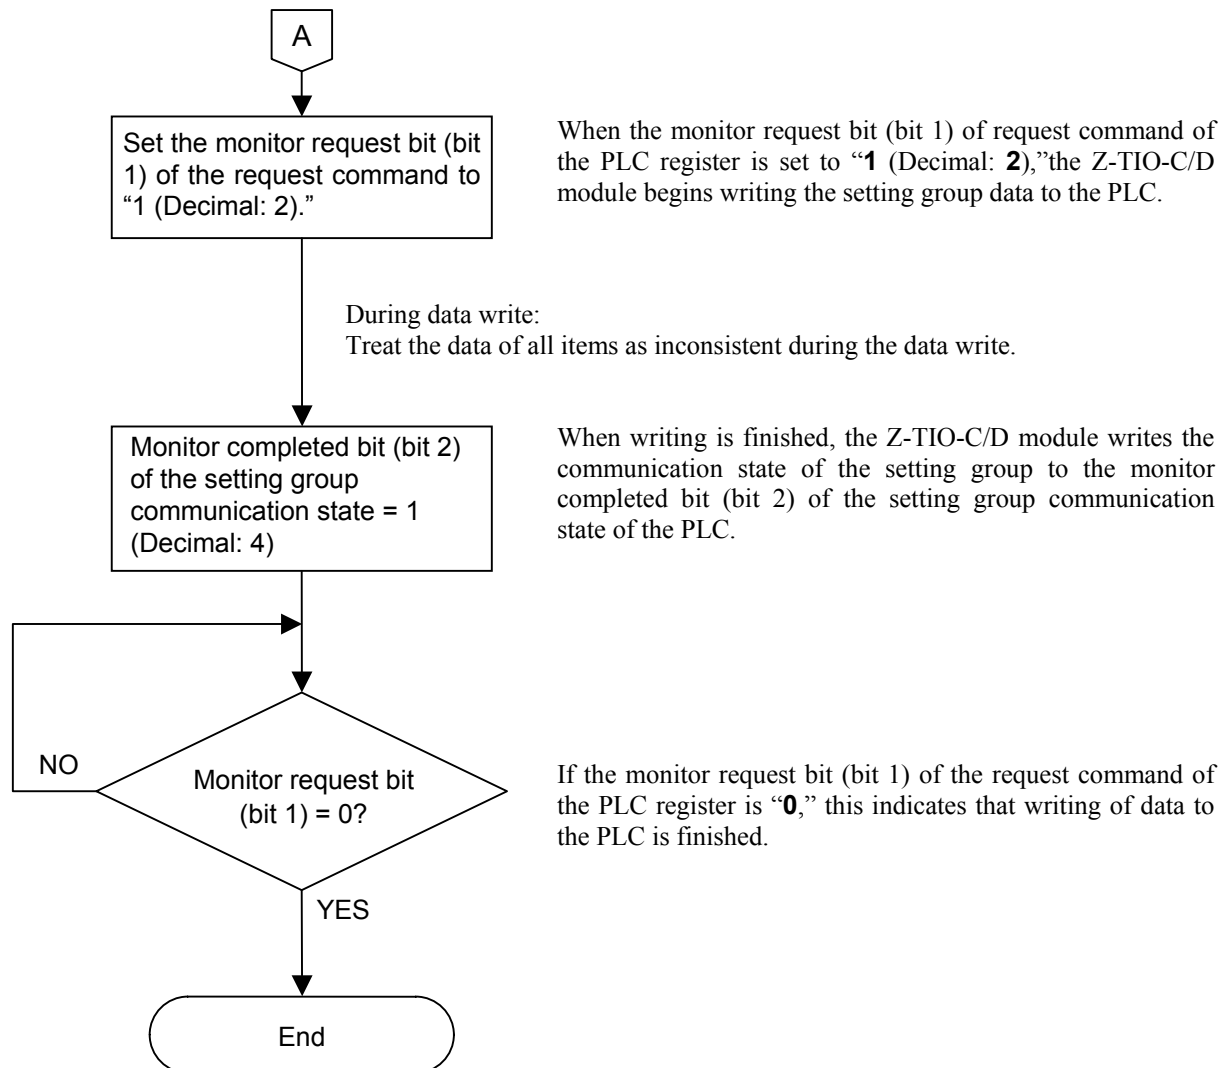 A
Set the monitor request bit (bit
1) of the request command to
“1 (Decimal: 2).”
When the monitor request bit (bit 1) of request command of
the PLC register is set to “1 (Decimal: 2),”the Z-TIO-C/D
module begins writing the setting group data to the PLC.
During data write:
Treat the data of all items as inconsistent during the data write.
Monitor completed bit (bit 2)
of the setting group
communication state = 1
(Decimal: 4)
When writing is finished, the Z-TIO-C/D module writes the
communication state of the setting group to the monitor
completed bit (bit 2) of the setting group communication
state of the PLC.
NO
Monitor request bit
(bit 1) = 0?
If the monitor request bit (bit 1) of the request command of
the PLC register is “0,” this indicates that writing of data to
the PLC is finished.
YES
End